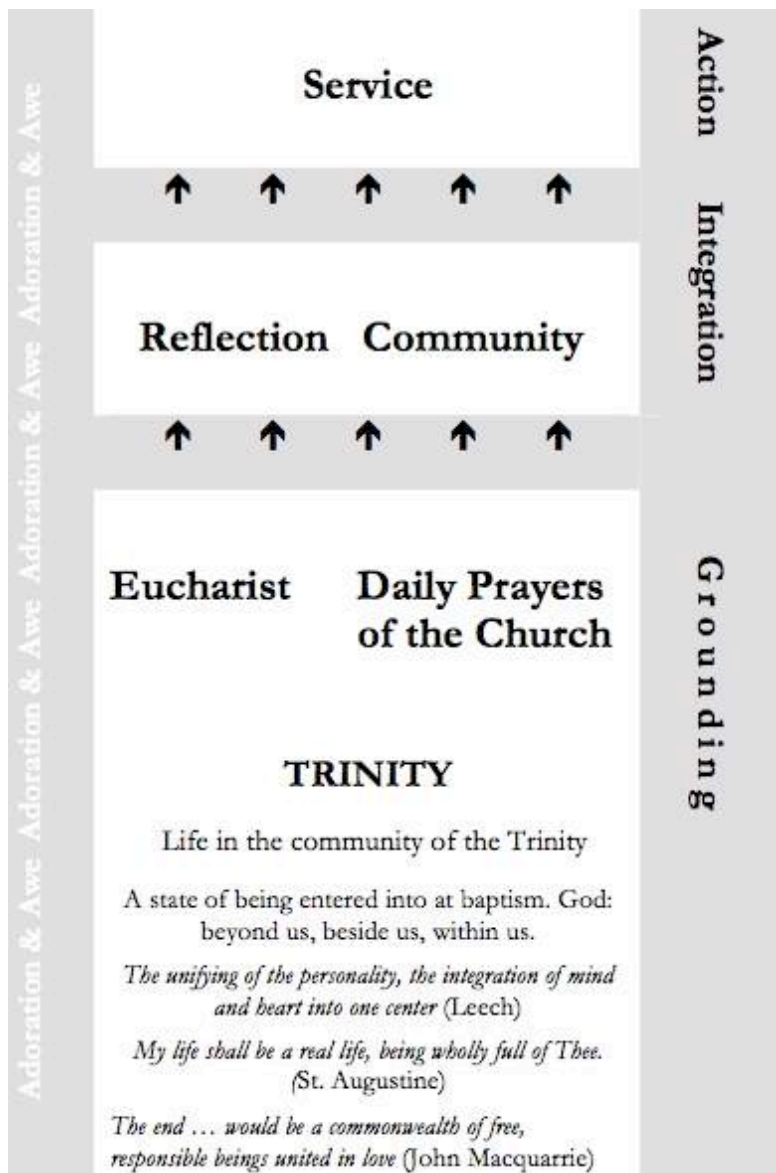 Service
Reflection Community
Eucharist
Daily Prayers
of the Church
TRINITY
Life in the community of the Trinity
A state of being entered into at baptism. God:
beyond us, beside us, within us.
The unifying of the personality, the integration of mind
and heart into one center (Leech)
My life shall be a real life, being wholly full of Thee.
(St. Augustine)
The end … would be a commonwealth of free,
responsible beings united in love (John Macquarrie)
Action
Integration
Grounding
Adoration & Awe Adoration & Awe Adoration & Awe Adoration & Awe Adoration & Awe